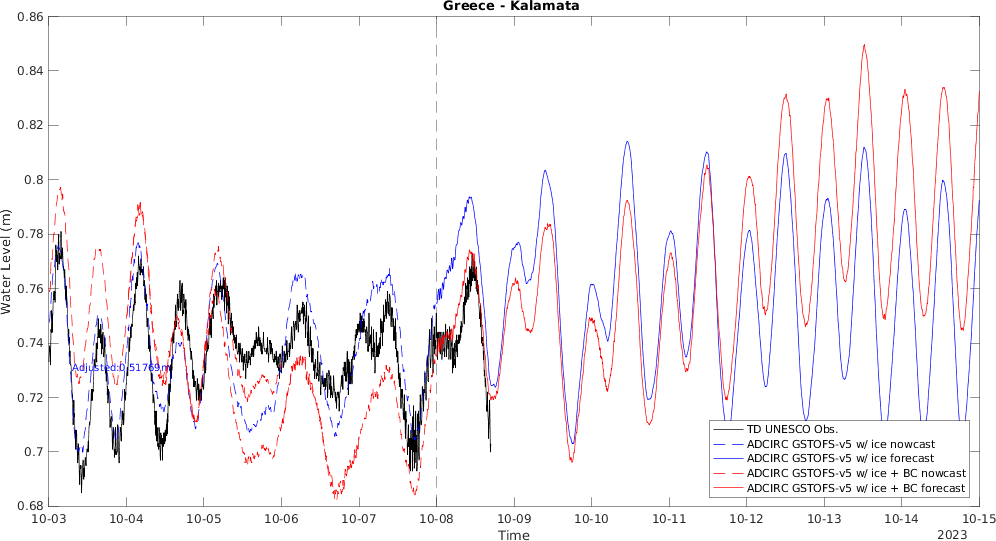 Greece - Kalamata
0.86
0.84
0.82
0.8
0.78
0.76
0.74
0.72
0.7
0.68
Water Level (m)
Adjusted:0.51769m
TD UNESCO Obs.
ADCIRC GSTOFS-v5 w/ ice nowcast
ADCIRC GSTOFS-v5 w/ ice forecast
ADCIRC GSTOFS-v5 w/ ice + BC nowcast
ADCIRC GSTOFS-v5 w/ ice + BC forecast
10-03 10-04 10-05 10-06 10-07 10-08 10-09 10-10 10-11 10-12 10-13 10-14 10-15
Time
2023